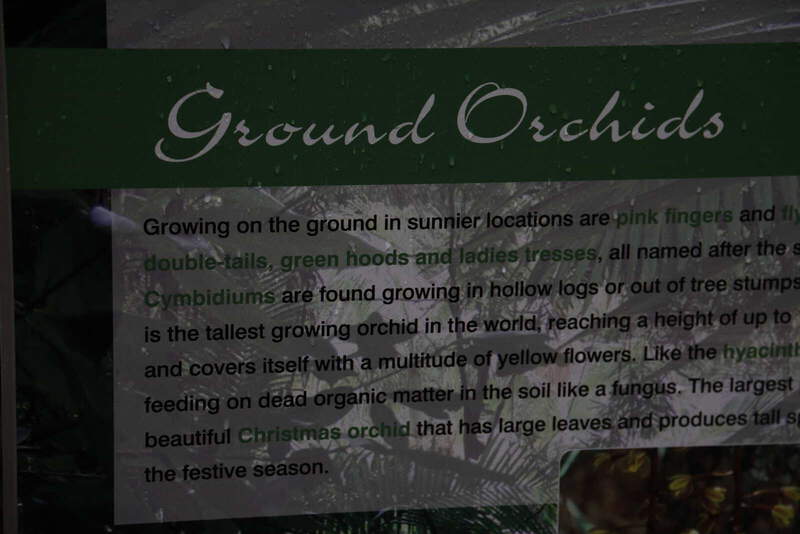 Ground Orchids
Growing on the ground in sunnier locations are pink fingers and
double-tails, green hoods and ladies tresses, all named after the
Cymbidiums are found growing in hollow logs or out of tree stumps
is the tallest growing orchid in the world, reaching a height of up to
and covers itself with a multitude of yellow flowers. Like the hyacinth
feeding on dead organic matter in the soil like a fungus. The largest
beautiful Christmas orchid that has large leaves and produces tall
the festive season.